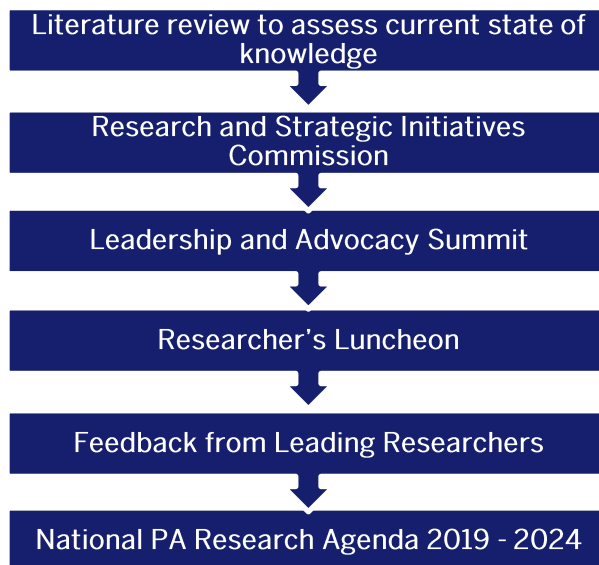 Literature review to assess current state of
knowledge
Research and Strategic Initiatives
Commission
Leadership and Advocacy Summit
Researcher’s Luncheon
Feedback from Leading Researchers
National PA Research Agenda 2019 - 2024